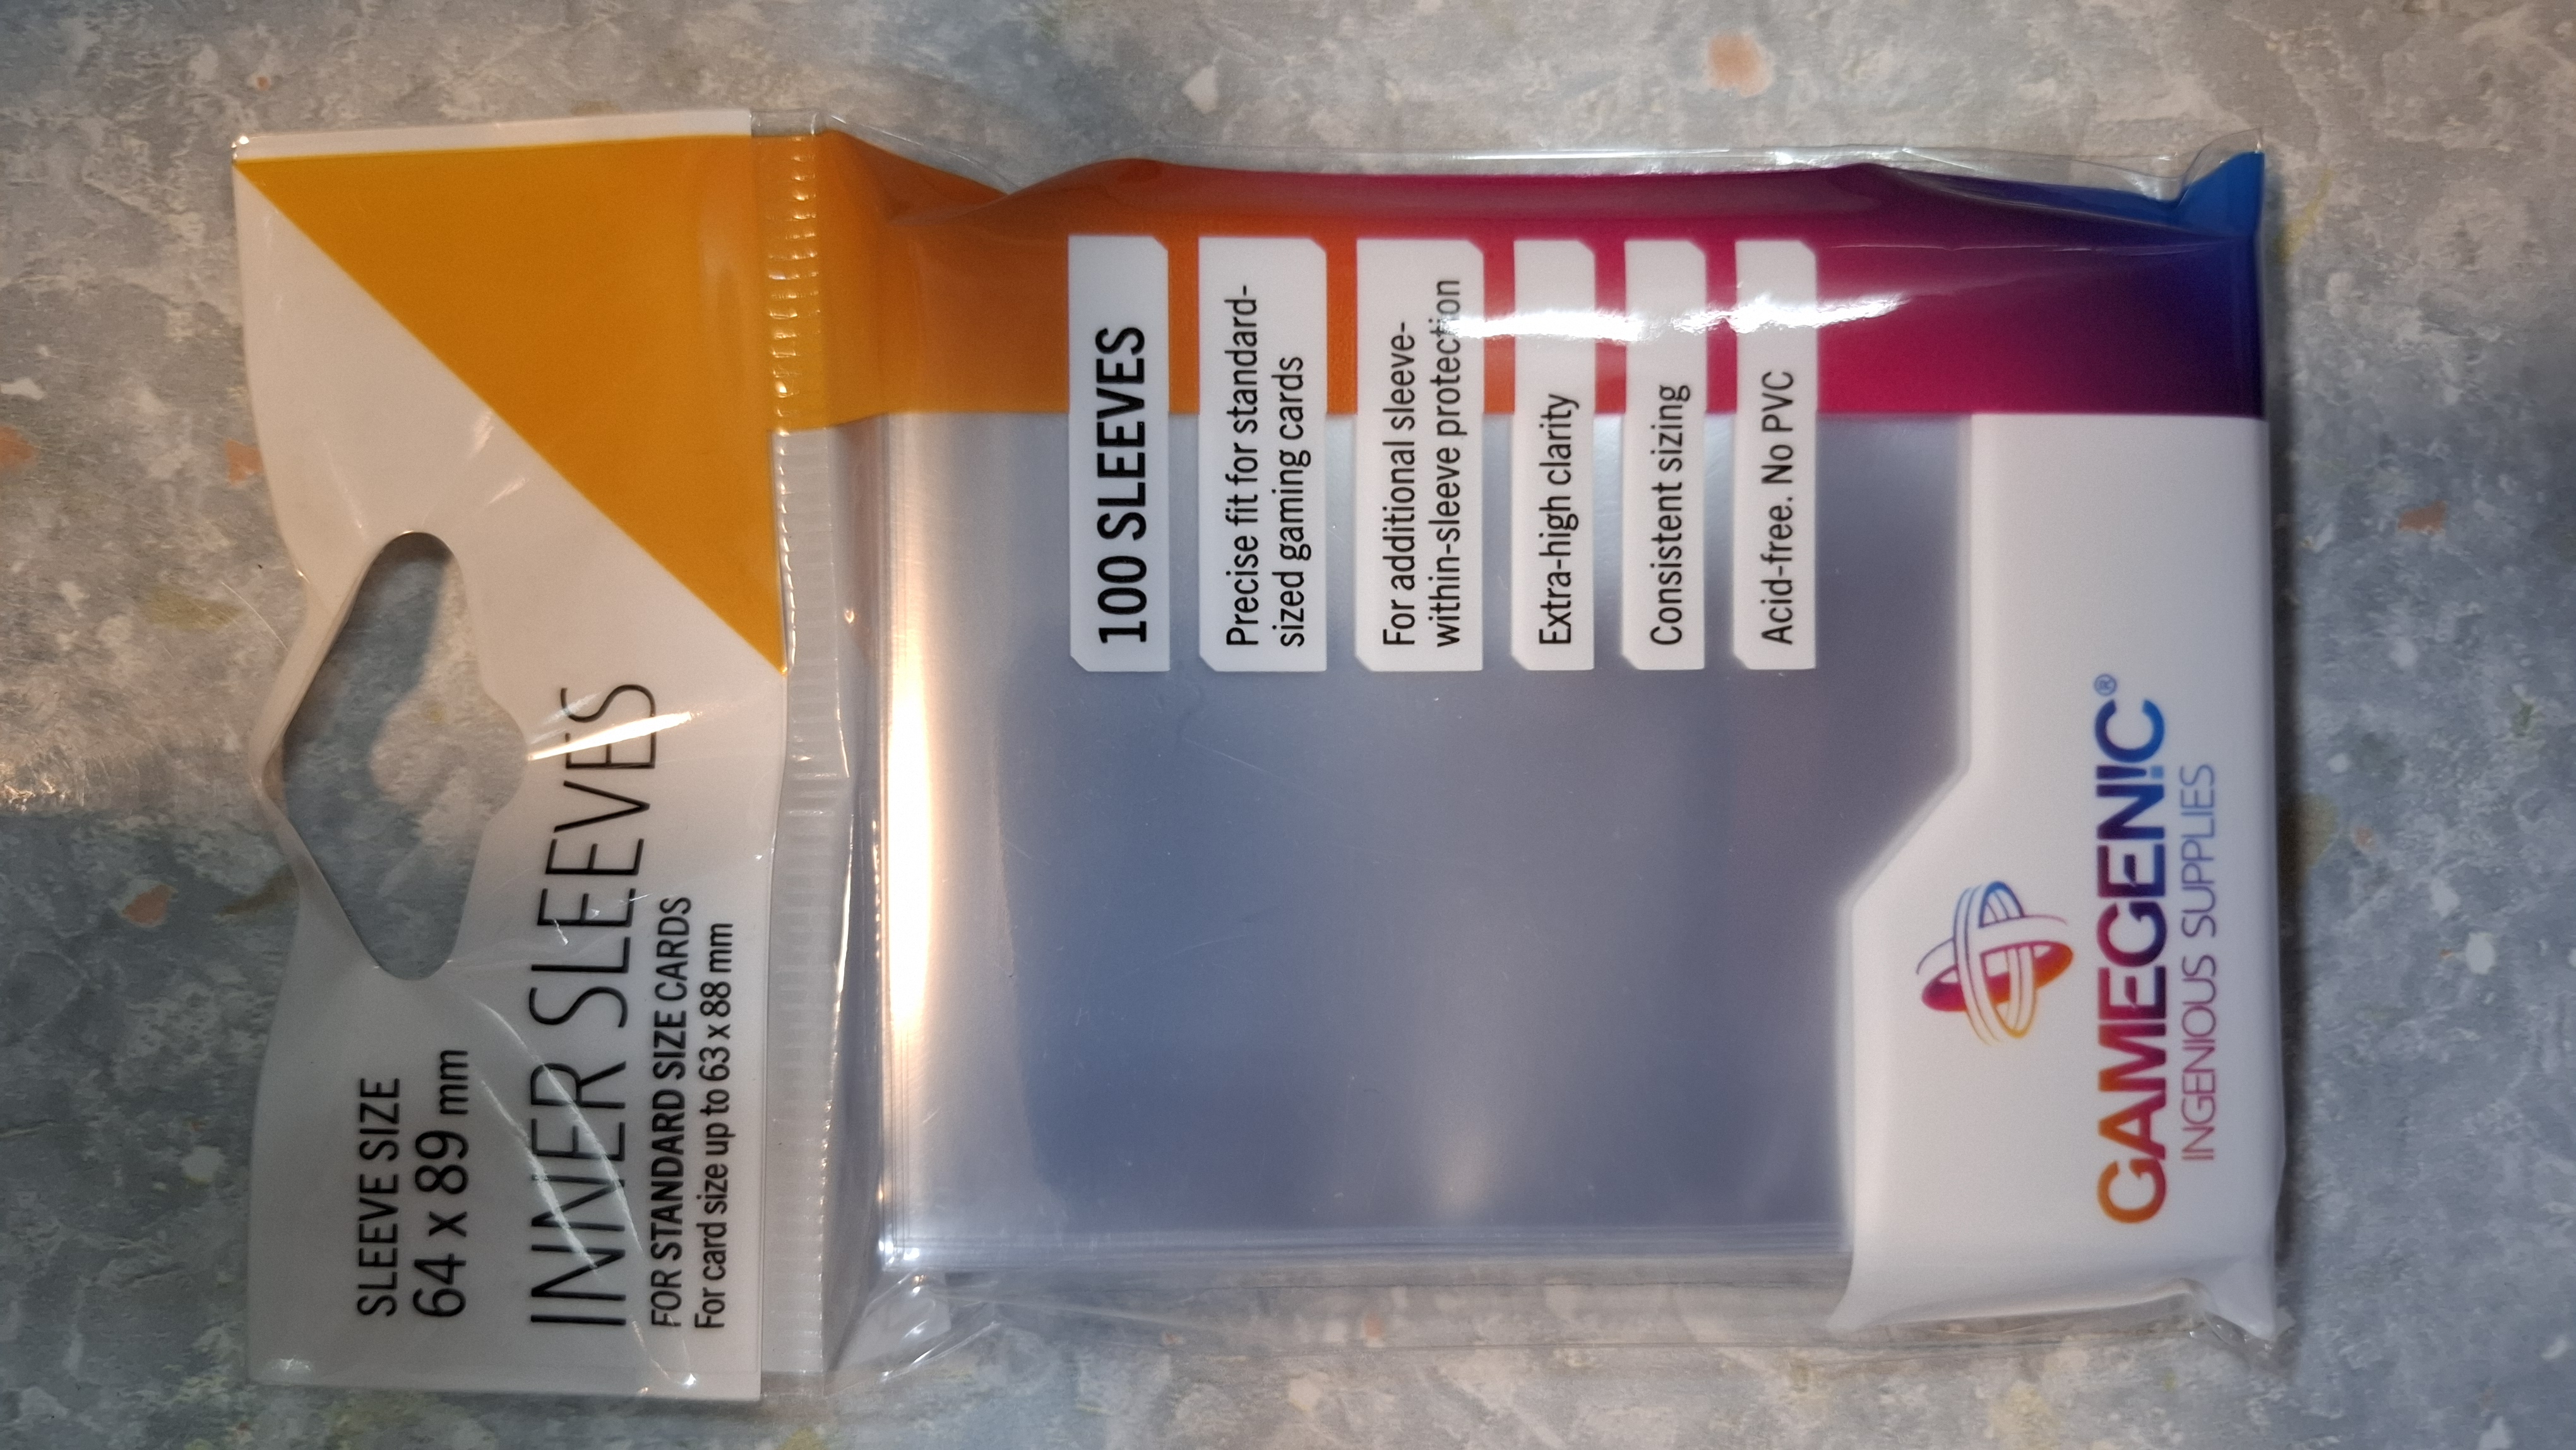 SLEEVE SIZE
64 x 89 mm
INNER SLEEVES
FOR STANDARD SIZE CARDS
For card size up to 63 x 88 mm
100 SLEEVES
Precise fit for standard-
sized gaming cards
For additional sleeve-
within-sleeve protection
Extra-high clarity
Consistent sizing
Acid-free. No PVC
GAMEGEN!C®
INGENIOUS SUPPLIES